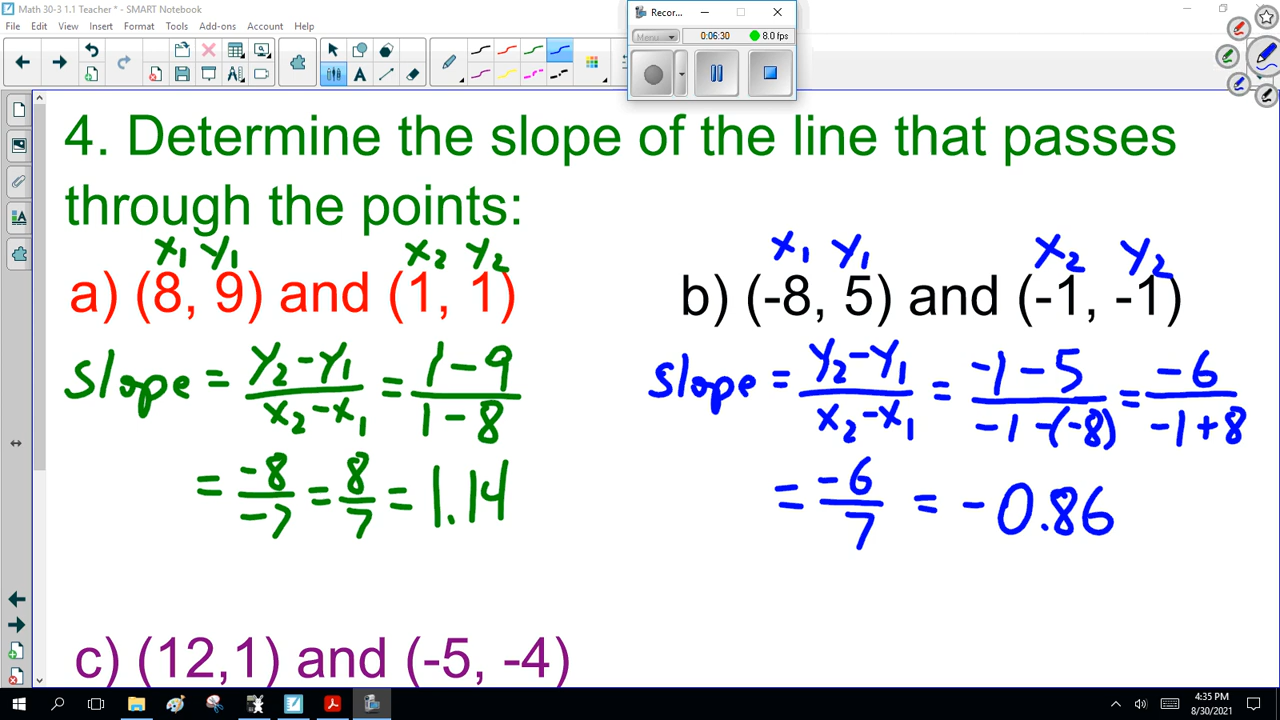 Math 30-3 1.1 Teacher * - SMART Notebook
File Edit View Insert Format Tools Add-ons Account Help
Recor...
Menu
0:06:30
8.0 fps
4. Determine the slope of the line that passes
through the points:
x₁ y₁ x₂ y₂
a) (8, 9) and (1, 1)
slope = y₂-y₁/x₂-x₁ = 1-9/1-8
= -8/-7 = 8/7 = 1.14
x₁ y₁ x₂ y₂
b) (-8, 5) and (-1, -1)
slope = y₂-y₁/x₂-x₁ = -1-5/-1-(-8) = -6/-1+8
= -6/7 = -0.86
c) (12,1) and (-5, -4)
4:35 PM
8/30/2021